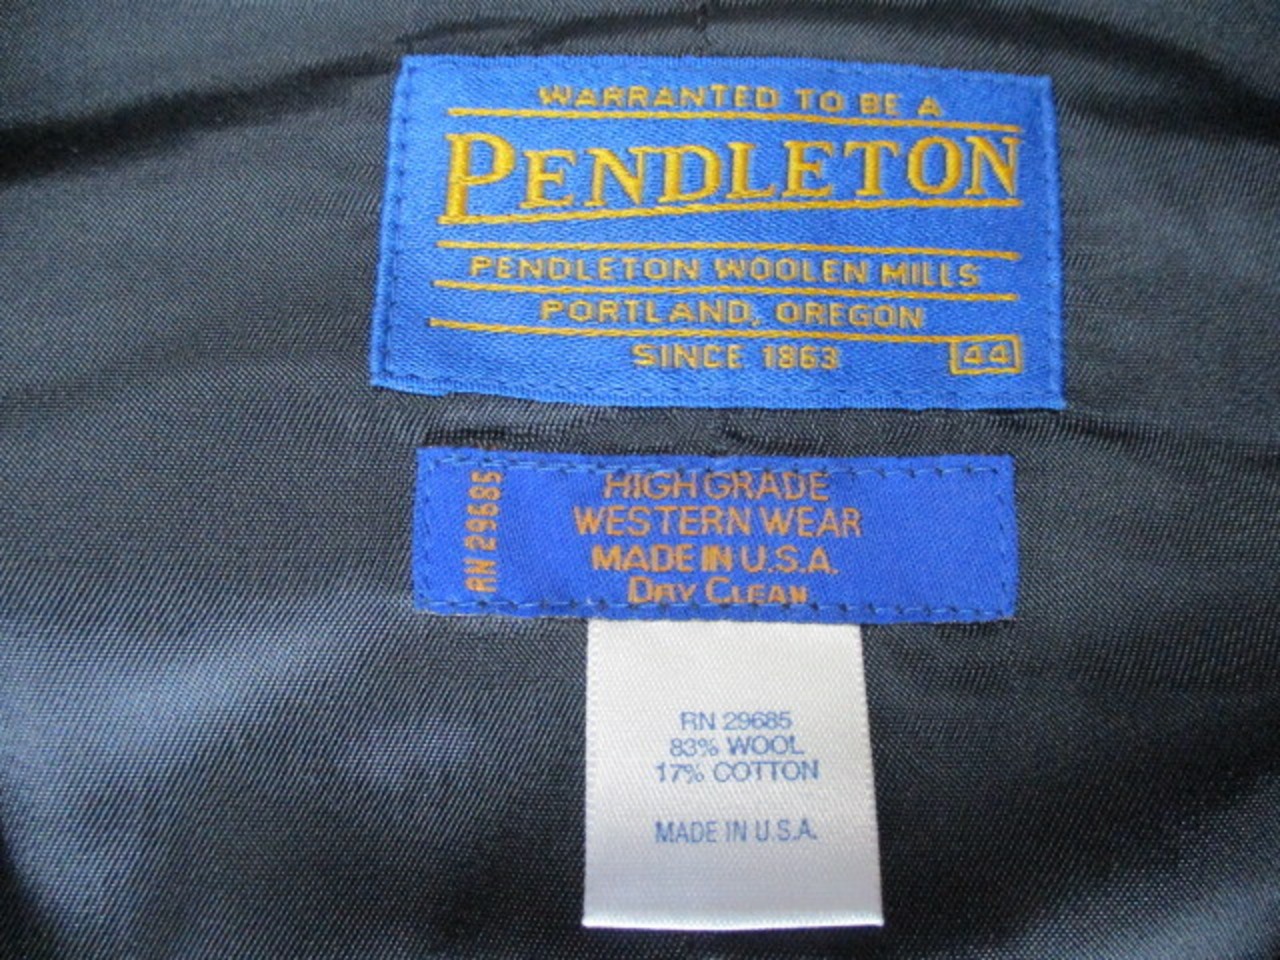 WARRANTED TO BE A
PENDLETON
PENDLETON WOOLEN MILLS
PORTLAND, OREGON
SINCE 1863
44
RN 29685
HIGH GRADE
WESTERN WEAR
MADE IN U.S.A.
DRY CLEAN
RN 29685
83% WOOL
17% COTTON
MADE IN U.S.A.